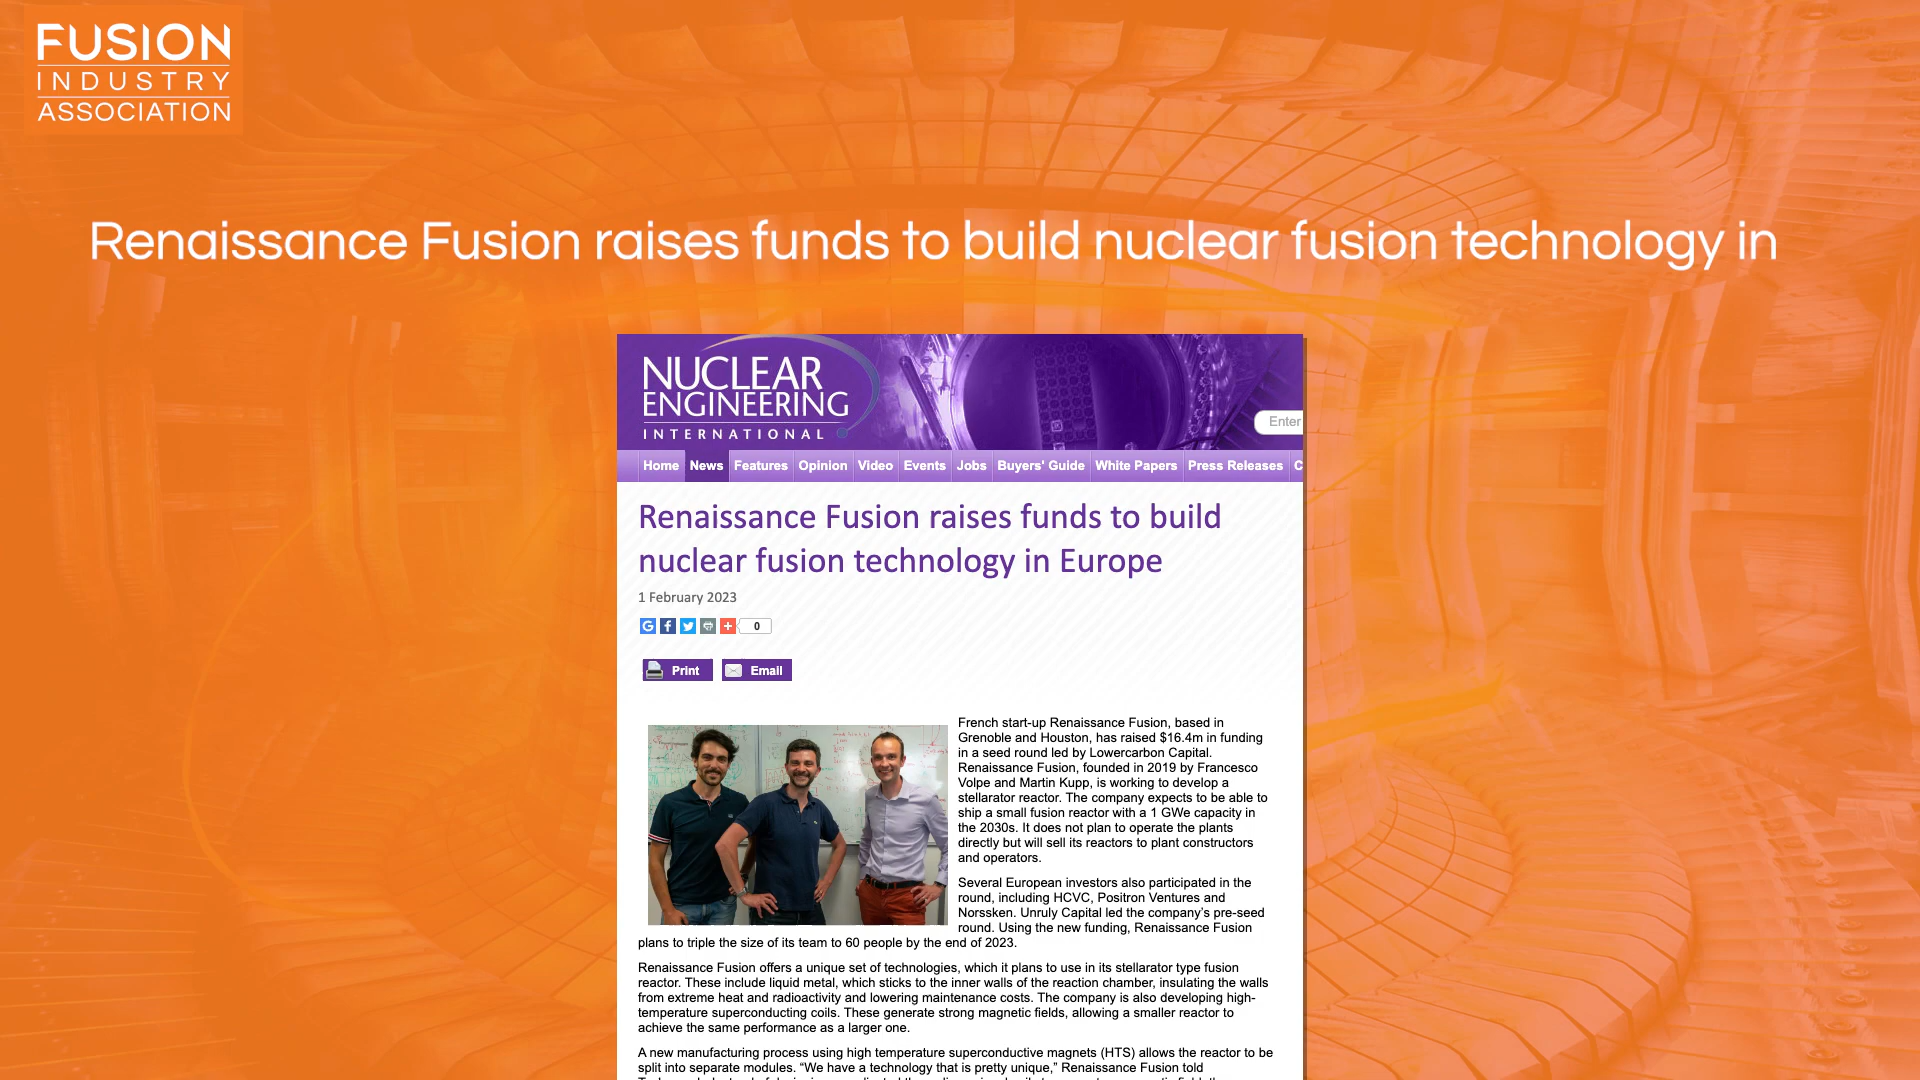 FUSION
INDUSTRY
ASSOCIATION
Renaissance Fusion raises funds to build nuclear fusion technology in
NUCLEAR
ENGINEERING
INTERNATIONAL
Enter
Home News Features Opinion Video Events Jobs Buyers' Guide White Papers Press Releases C
Renaissance Fusion raises funds to build
nuclear fusion technology in Europe
1 February 2023
0
Print Email
French start-up Renaissance Fusion, based in
Grenoble and Houston, has raised $16.4m in funding
in a seed round led by Lowercarbon Capital.
Renaissance Fusion, founded in 2019 by Francesco
Volpe and Martin Kupp, is working to develop a
stellarator reactor. The company expects to be able to
ship a small fusion reactor with a 1 GWe capacity in
the 2030s. It does not plan to operate the plants
directly but will sell its reactors to plant constructors
and operators.
Several European investors also participated in the
round, including HCVC, Positron Ventures and
Norssken. Unruly Capital led the company’s pre-seed
round. Using the new funding, Renaissance Fusion
plans to triple the size of its team to 60 people by the end of 2023.
Renaissance Fusion offers a unique set of technologies, which it plans to use in its stellarator type fusion
reactor. These include liquid metal, which sticks to the inner walls of the reaction chamber, insulating the walls
from extreme heat and radioactivity and lowering maintenance costs. The company is also developing high-
temperature superconducting coils. These generate strong magnetic fields, allowing a smaller reactor to
achieve the same performance as a larger one.
A new manufacturing process using high temperature superconductive magnets (HTS) allows the reactor to be
split into separate modules. “We have a technology that is pretty unique,” Renaissance Fusion told